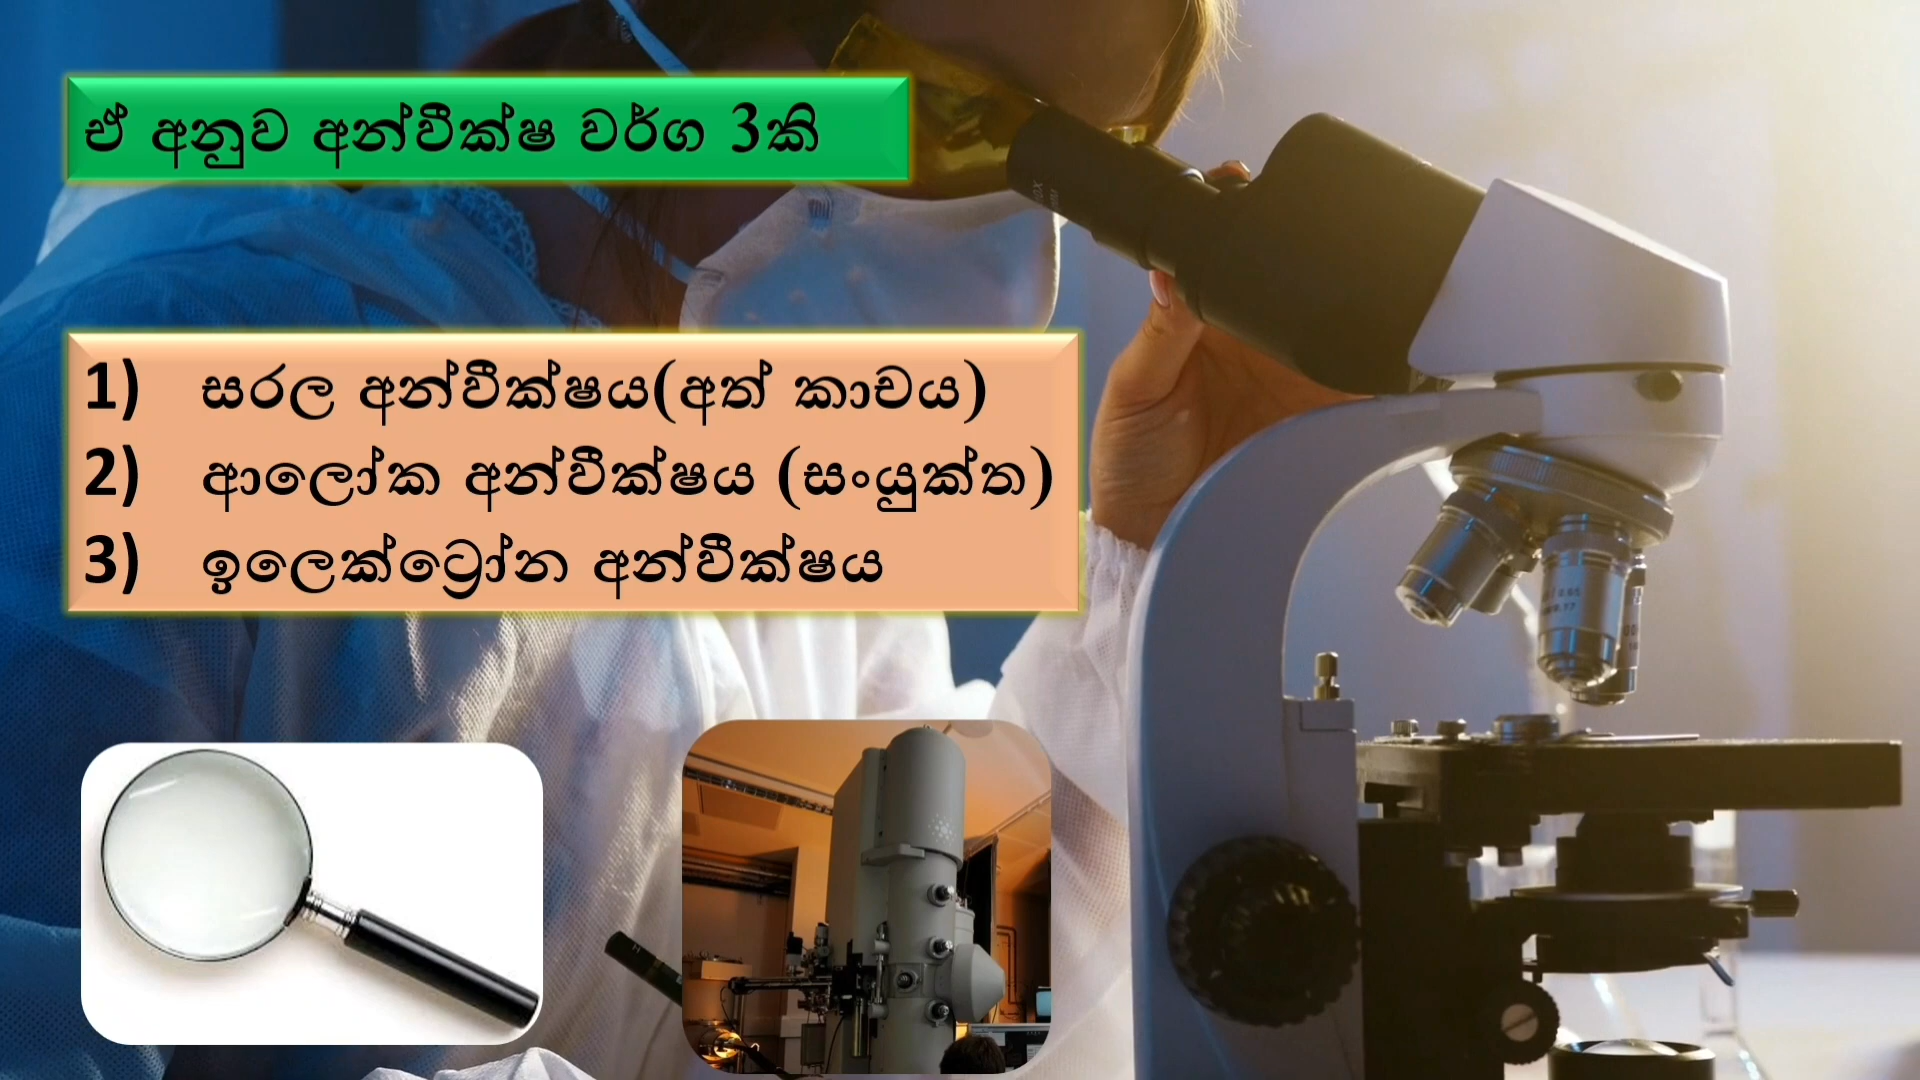 ඒ අනුව අන්වීක්ෂ වර්ග 3කි
1) සරල අන්වීක්ෂය(අත් කාචය)
2) ආලෝක අන්වීක්ෂය (සංයුක්ත)
3) ඉලෙක්ට්‍රෝන අන්වීක්ෂය